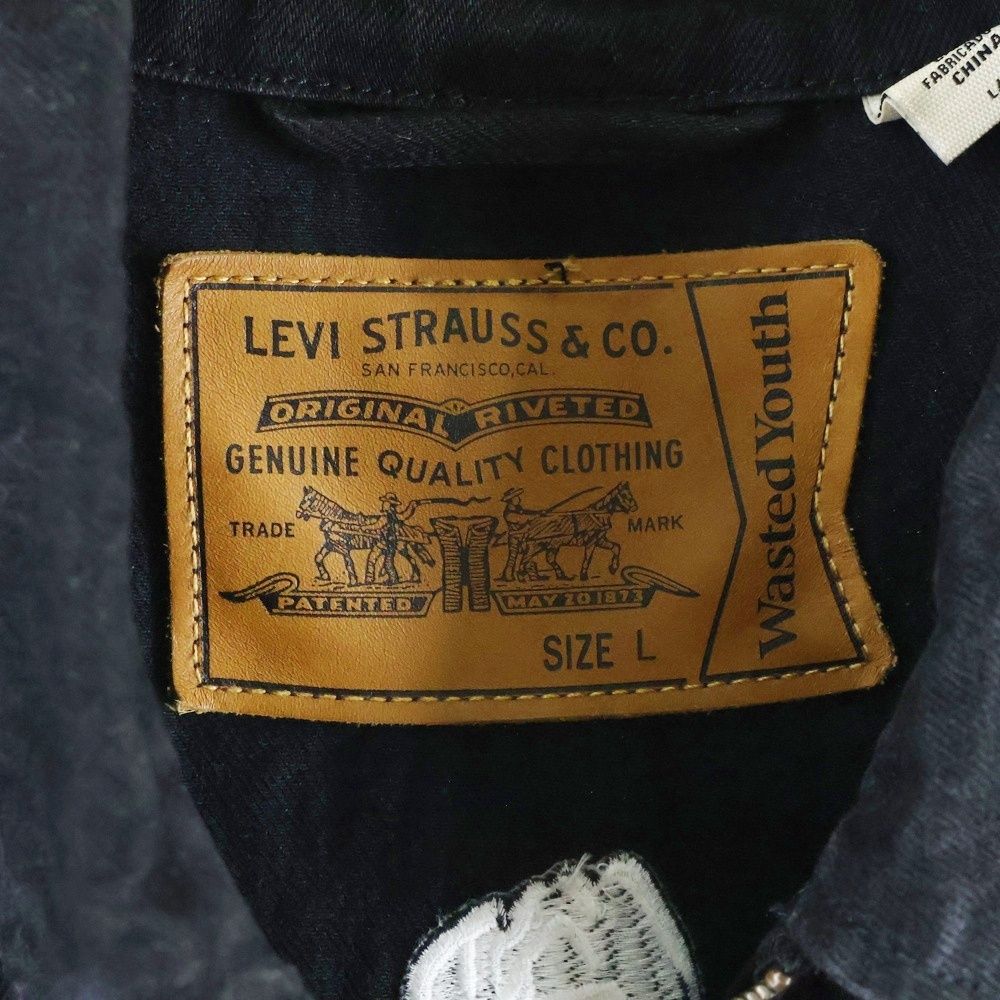 FABRICADO
CHINA
LEVI STRAUSS & CO.
SAN FRANCISCO, CAL.
ORIGINAL RIVETED
GENUINE QUALITY CLOTHING
TRADE MARK
PATENTED MAY 20 1873
SIZE L
Wasted Youth